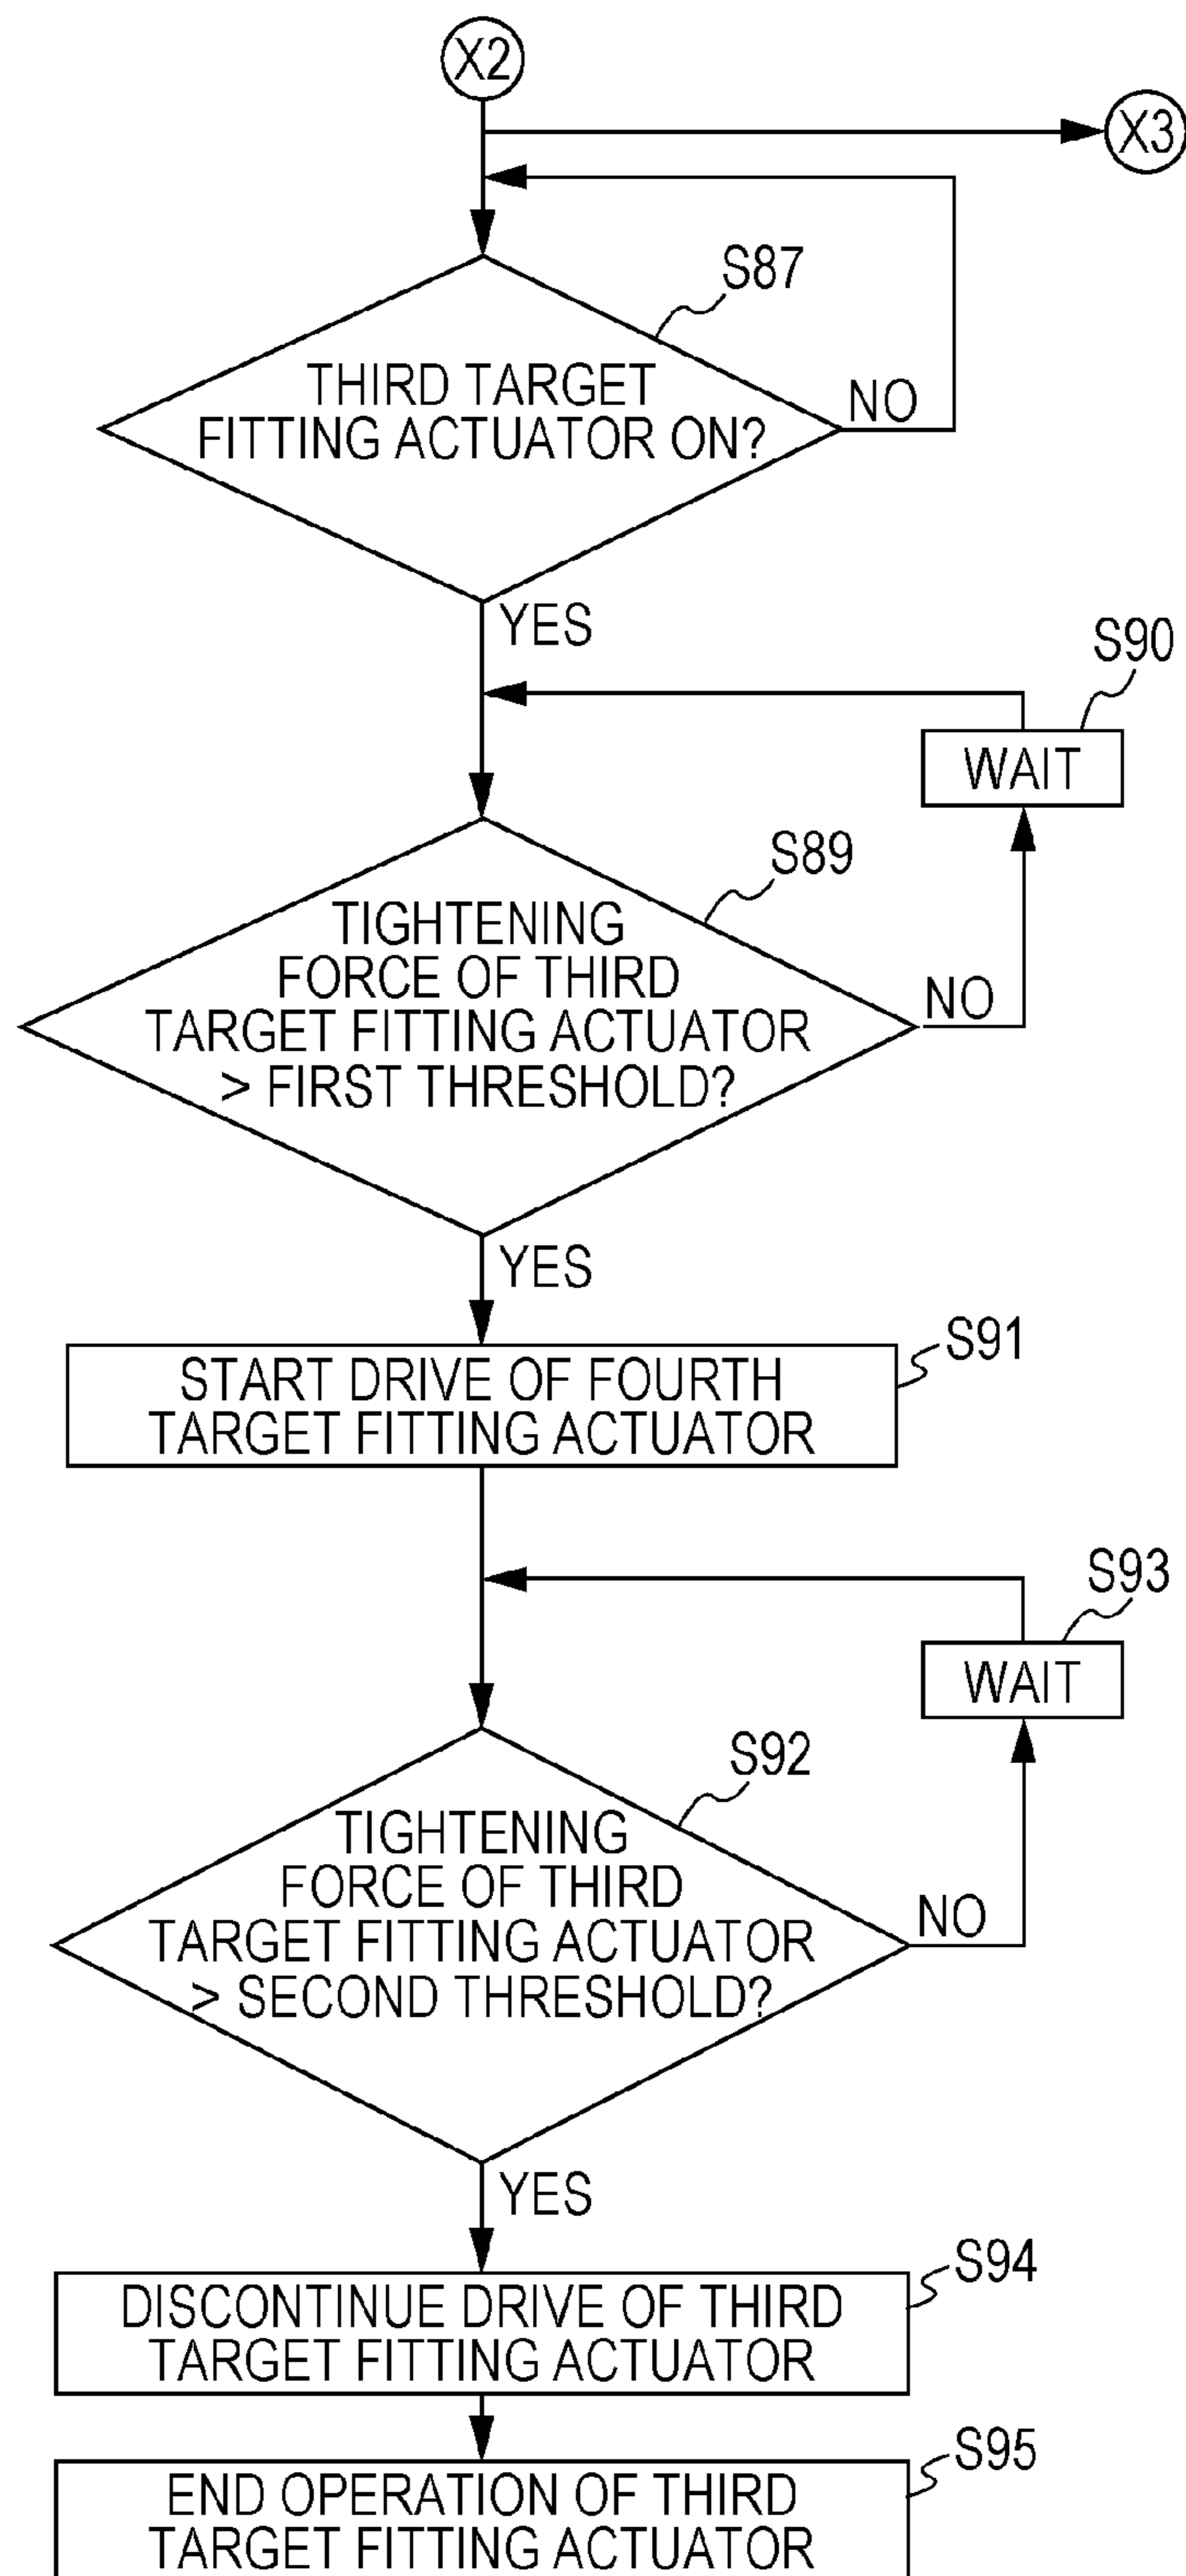 X2
X3
S87
THIRD TARGET
FITTING ACTUATOR ON?
NO
YES
S90
WAIT
S89
TIGHTENING
FORCE OF THIRD
TARGET FITTING ACTUATOR
> FIRST THRESHOLD?
NO
YES
S91
START DRIVE OF FOURTH
TARGET FITTING ACTUATOR
S93
WAIT
S92
TIGHTENING
FORCE OF THIRD
TARGET FITTING ACTUATOR
> SECOND THRESHOLD?
NO
YES
S94
DISCONTINUE DRIVE OF THIRD
TARGET FITTING ACTUATOR
S95
END OPERATION OF THIRD
TARGET FITTING ACTUATOR